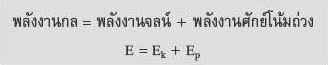 พลังงานกล = พลังงานจลน์ + พลังงานศักย์โน้มถ่วง
E = Eₖ + Eₚ